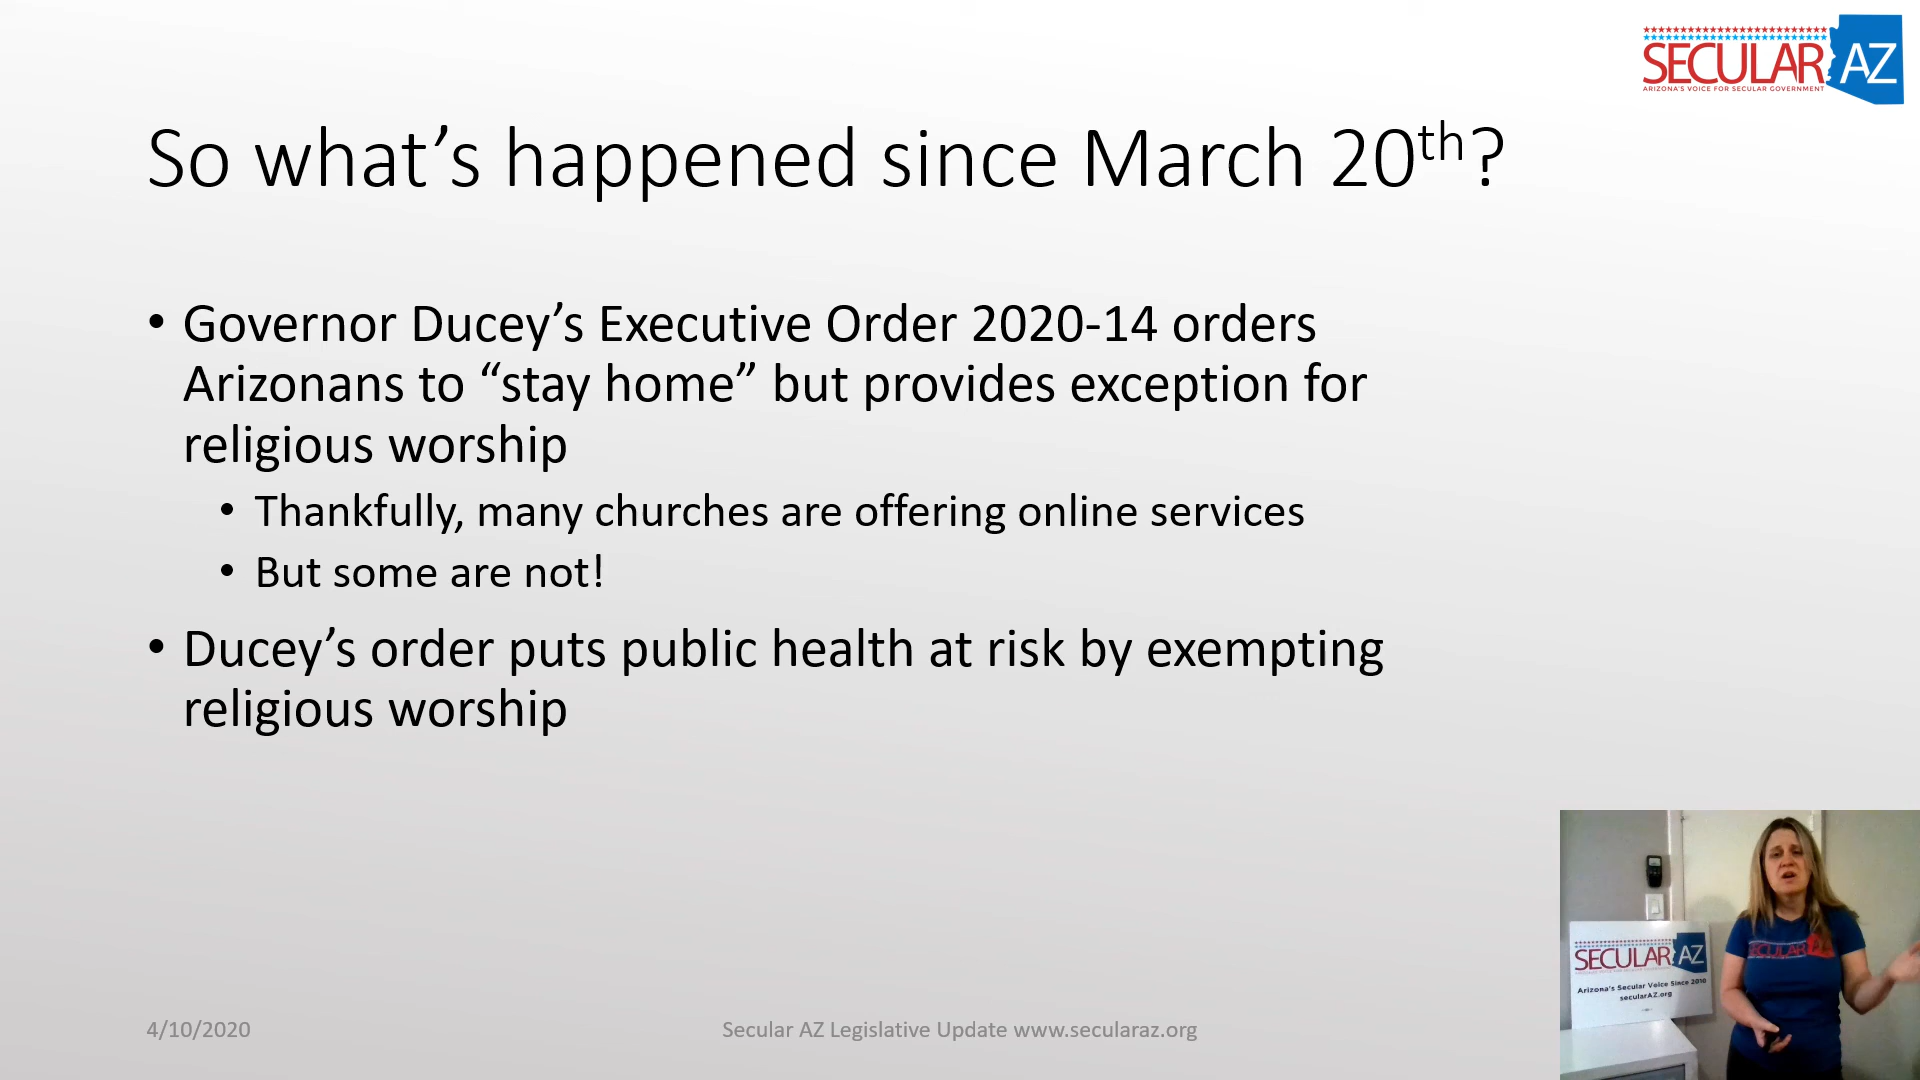 SECULAR AZ
ARIZONA'S VOICE FOR SECULAR GOVERNMENT
So what’s happened since March 20th?
• Governor Ducey’s Executive Order 2020-14 orders
Arizonans to “stay home” but provides exception for
religious worship
• Thankfully, many churches are offering online services
• But some are not!
• Ducey’s order puts public health at risk by exempting
religious worship
SECULAR AZ
Arizona's Secular Voice Since 2010
secularAZ.org
SECULAR
4/10/2020
Secular AZ Legislative Update www.secularaz.org